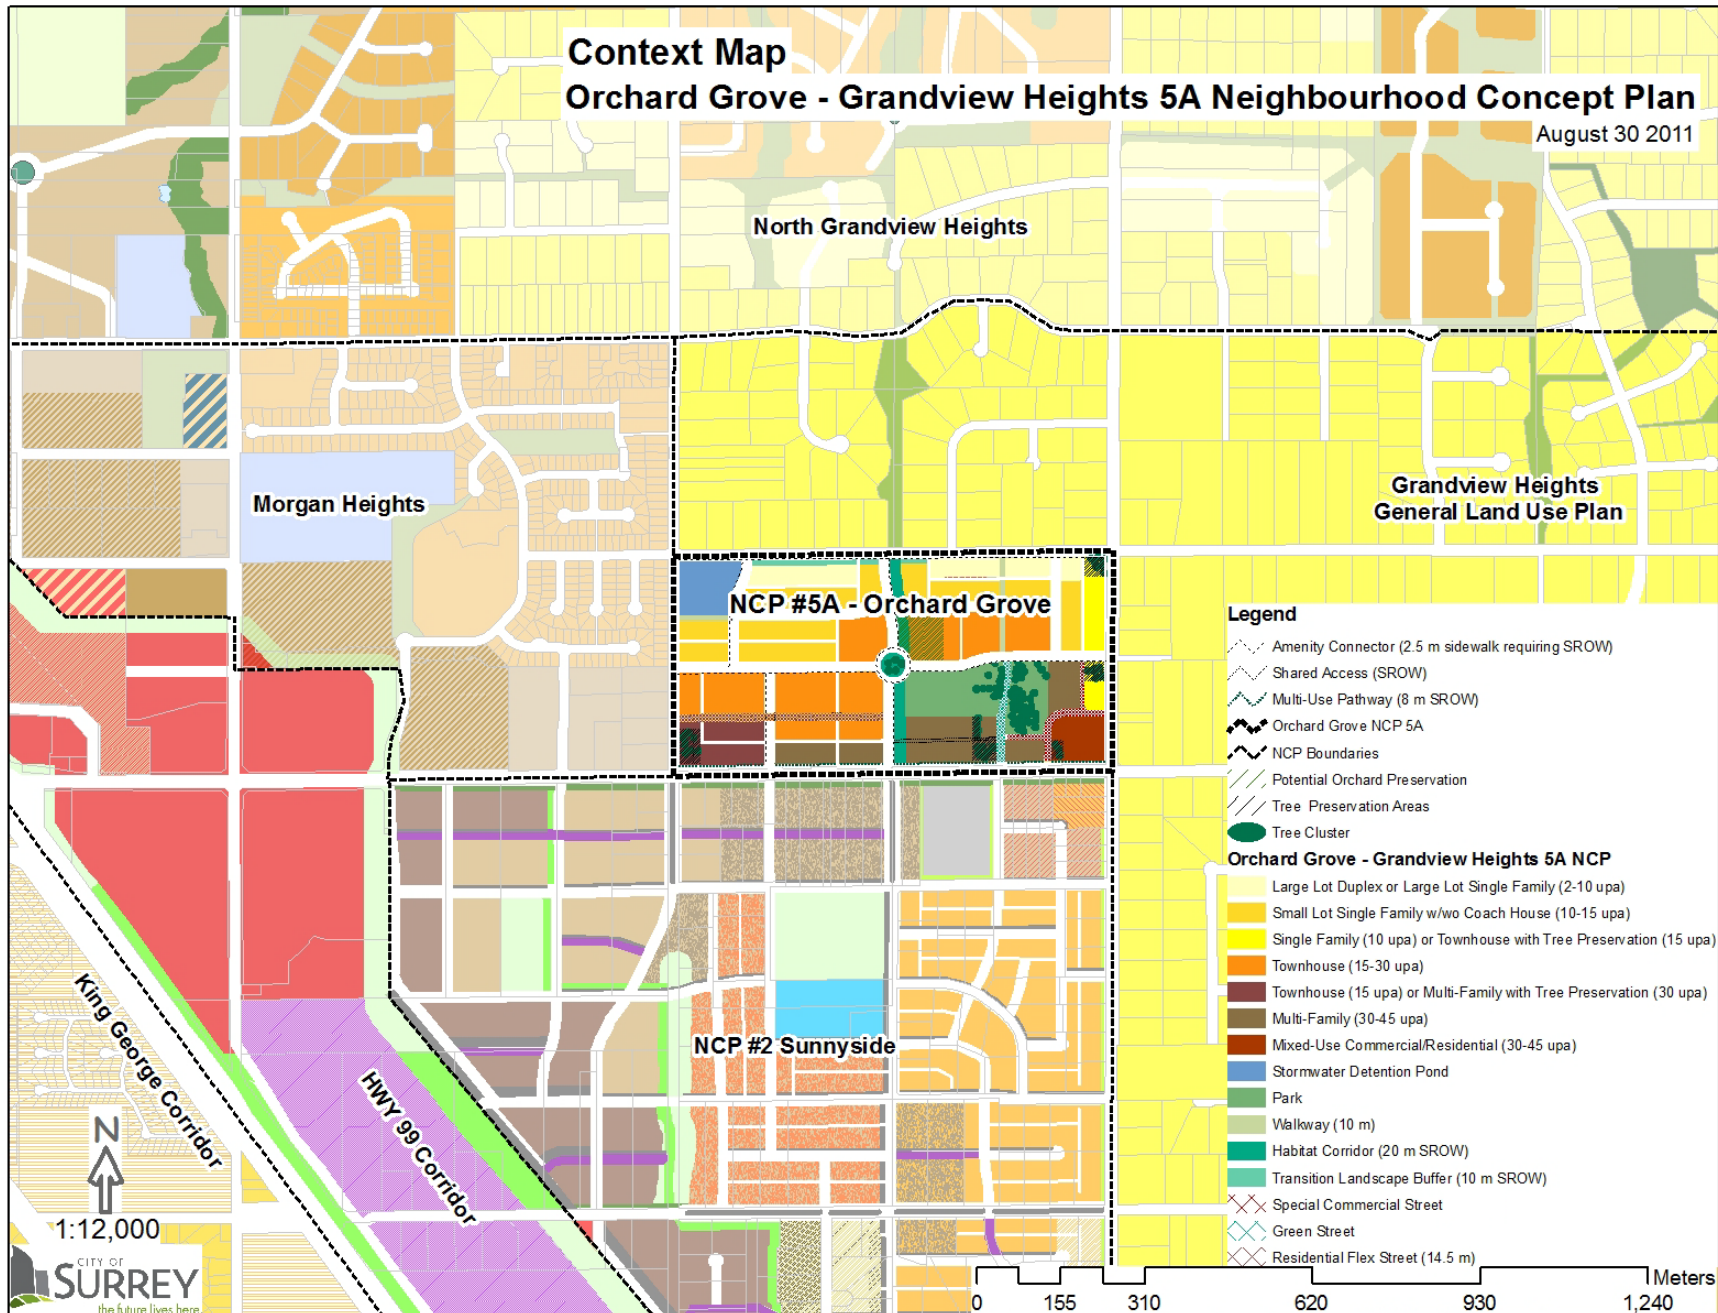 Context Map
Orchard Grove - Grandview Heights 5A Neighbourhood Concept Plan
August 30 2011
North Grandview Heights
Morgan Heights
Grandview Heights
General Land Use Plan
NCP #5A - Orchard Grove
NCP #2 Sunnyside
King George Corridor
HWY 99 Corridor
Legend
Amenity Connector (2.5 m sidewalk requiring SROW)
Shared Access (SROW)
Multi-Use Pathway (8 m SROW)
Orchard Grove NCP 5A
NCP Boundaries
Potential Orchard Preservation
Tree Preservation Areas
Tree Cluster
Orchard Grove - Grandview Heights 5A NCP
Large Lot Duplex or Large Lot Single Family (2-10 upa)
Small Lot Single Family w/wo Coach House (10-15 upa)
Single Family (10 upa) or Townhouse with Tree Preservation (15 upa)
Townhouse (15-30 upa)
Townhouse (15 upa) or Multi-Family with Tree Preservation (30 upa)
Multi-Family (30-45 upa)
Mixed-Use Commercial/Residential (30-45 upa)
Stormwater Detention Pond
Park
Walkway (10 m)
Habitat Corridor (20 m SROW)
Transition Landscape Buffer (10 m SROW)
Special Commercial Street
Green Street
Residential Flex Street (14.5 m)
N
1:12,000
CITY OF
SURREY
the future lives here.
Meters
0 155 310 620 930 1,240